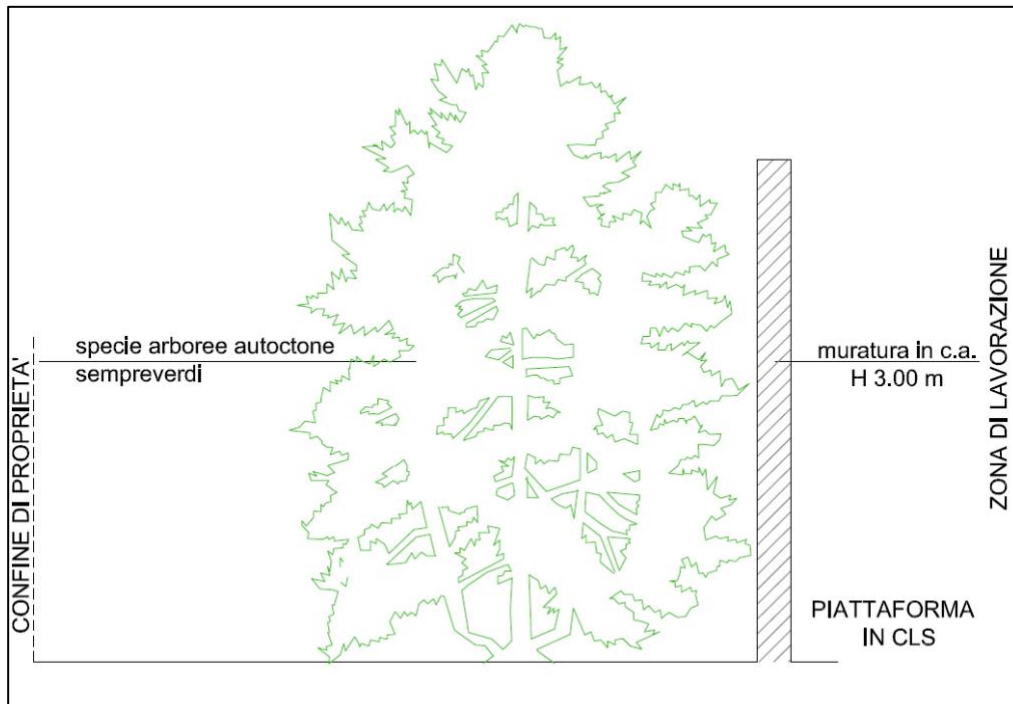 CONFINE DI PROPRIETA'
specie arboree autoctone
sempreverdi
muratura in c.a.
H 3.00 m
ZONA DI LAVORAZIONE
PIATTAFORMA
IN CLS